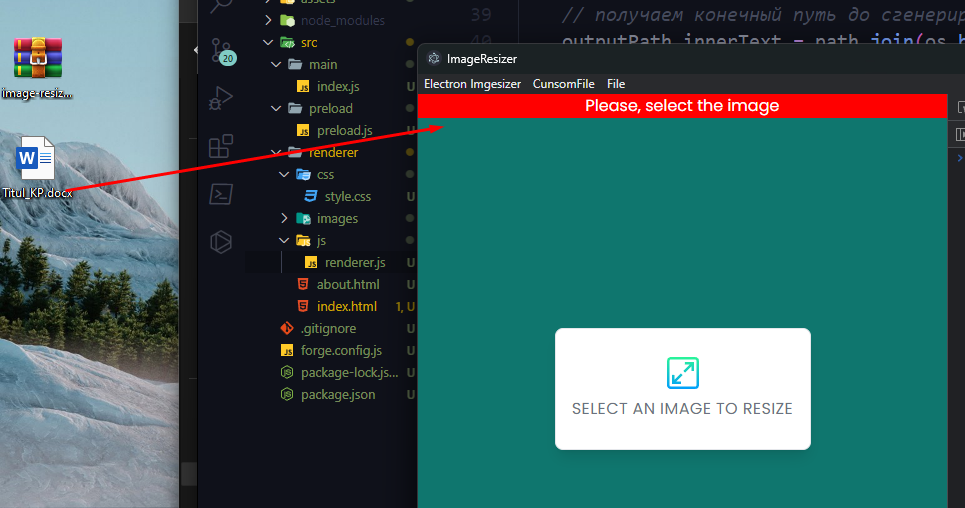 image-resiz...
Titul_KP.docx
20
assets
node_modules
src
main
index.js U
preload
preload.js U
renderer
css
style.css U
images
js
renderer.js U
about.html U
index.html 1, U
.gitignore U
forge.config.js U
package-lock.js... U
package.json U
39 // получаем конечный путь до сгенерир
40 outputPath.innerText = path.join(os.h
ImageResizer
Electron Imgesizer CunsomFile File
Please, select the image
SELECT AN IMAGE TO RESIZE